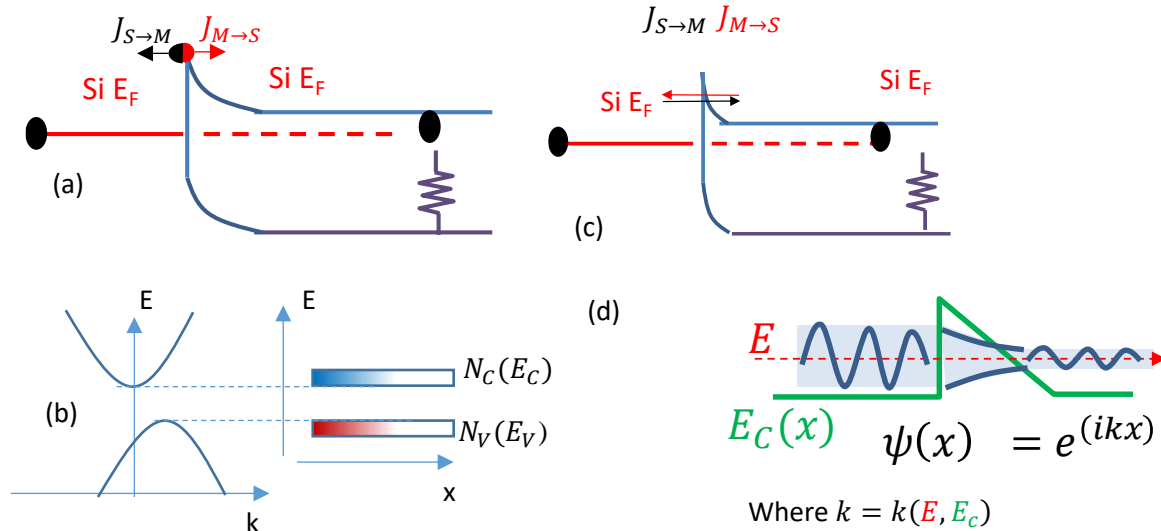 J_{S→M} J_{M→S}
Si E_F Si E_F
(a)
J_{S→M} J_{M→S}
Si E_F Si E_F
(c)
E E
N_C(E_C)
(b)
N_V(E_V)
x
k
(d)
E
E_C(x)
ψ(x) = e^{(ikx)}
Where k = k(E, E_c)